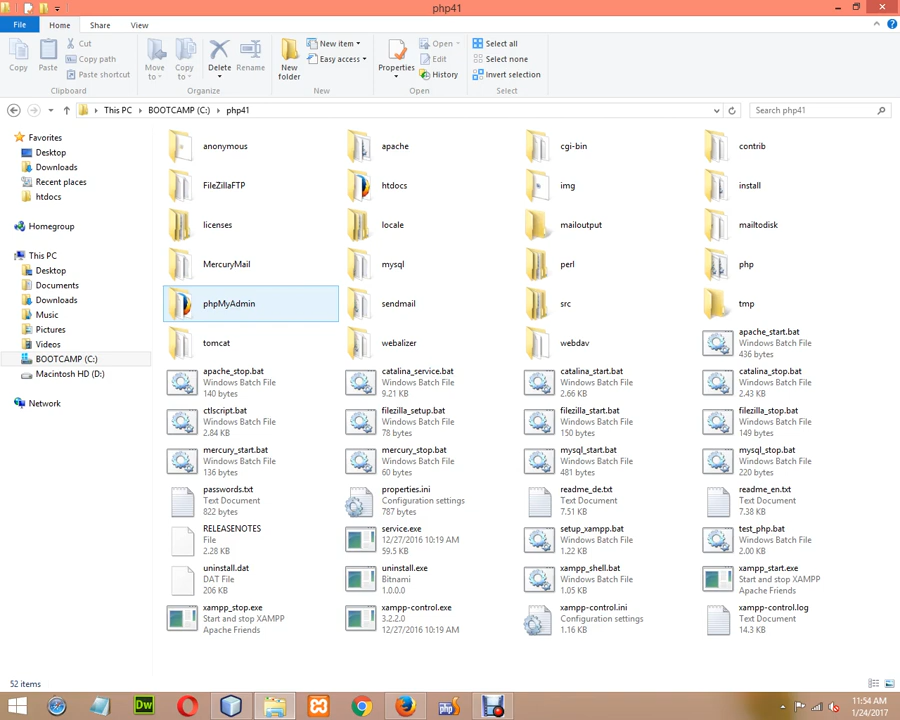 php41
File Home Share View
Copy
Paste
Cut
Copy path
Paste shortcut
Clipboard
Move to
Copy to
Delete
Rename
Organize
New folder
New item
Easy access
New
Properties
Open
Edit
History
Open
Select all
Select none
Invert selection
Select
This PC BOOTCAMP (C:) php41
Search php41
Favorites
Desktop
Downloads
Recent places
htdocs
Homegroup
This PC
Desktop
Documents
Downloads
Music
Pictures
Videos
BOOTCAMP (C:)
Macintosh HD (D:)
Network
anonymous
apache
cgi-bin
contrib
FileZillaFTP
htdocs
img
install
licenses
locale
mailoutput
mailtodisk
MercuryMail
mysql
perl
php
phpMyAdmin
sendmail
src
tmp
tomcat
webalizer
webdav
apache_start.bat
Windows Batch File
436 bytes
apache_stop.bat
Windows Batch File
140 bytes
catalina_service.bat
Windows Batch File
9.21 KB
catalina_start.bat
Windows Batch File
2.66 KB
catalina_stop.bat
Windows Batch File
2.43 KB
ctlscript.bat
Windows Batch File
2.84 KB
filezilla_setup.bat
Windows Batch File
78 bytes
filezilla_start.bat
Windows Batch File
150 bytes
filezilla_stop.bat
Windows Batch File
149 bytes
mercury_start.bat
Windows Batch File
136 bytes
mercury_stop.bat
Windows Batch File
60 bytes
mysql_start.bat
Windows Batch File
481 bytes
mysql_stop.bat
Windows Batch File
220 bytes
passwords.txt
Text Document
822 bytes
properties.ini
Configuration settings
787 bytes
readme_de.txt
Text Document
7.51 KB
readme_en.txt
Text Document
7.38 KB
RELEASENOTES
File
2.28 KB
service.exe
12/27/2016 10:19 AM
59.5 KB
setup_xampp.bat
Windows Batch File
1.22 KB
test_php.bat
Windows Batch File
2.00 KB
uninstall.dat
DAT File
206 KB
uninstall.exe
Bitnami
1.0.0.0
xampp_shell.bat
Windows Batch File
1.05 KB
xampp_start.exe
Start and stop XAMPP
Apache Friends
xampp_stop.exe
Start and stop XAMPP
Apache Friends
xampp-control.exe
3.2.2.0
12/27/2016 10:19 AM
xampp-control.ini
Configuration settings
1.16 KB
xampp-control.log
Text Document
14.3 KB
52 items
Dw
php
11:54 AM
1/24/2017